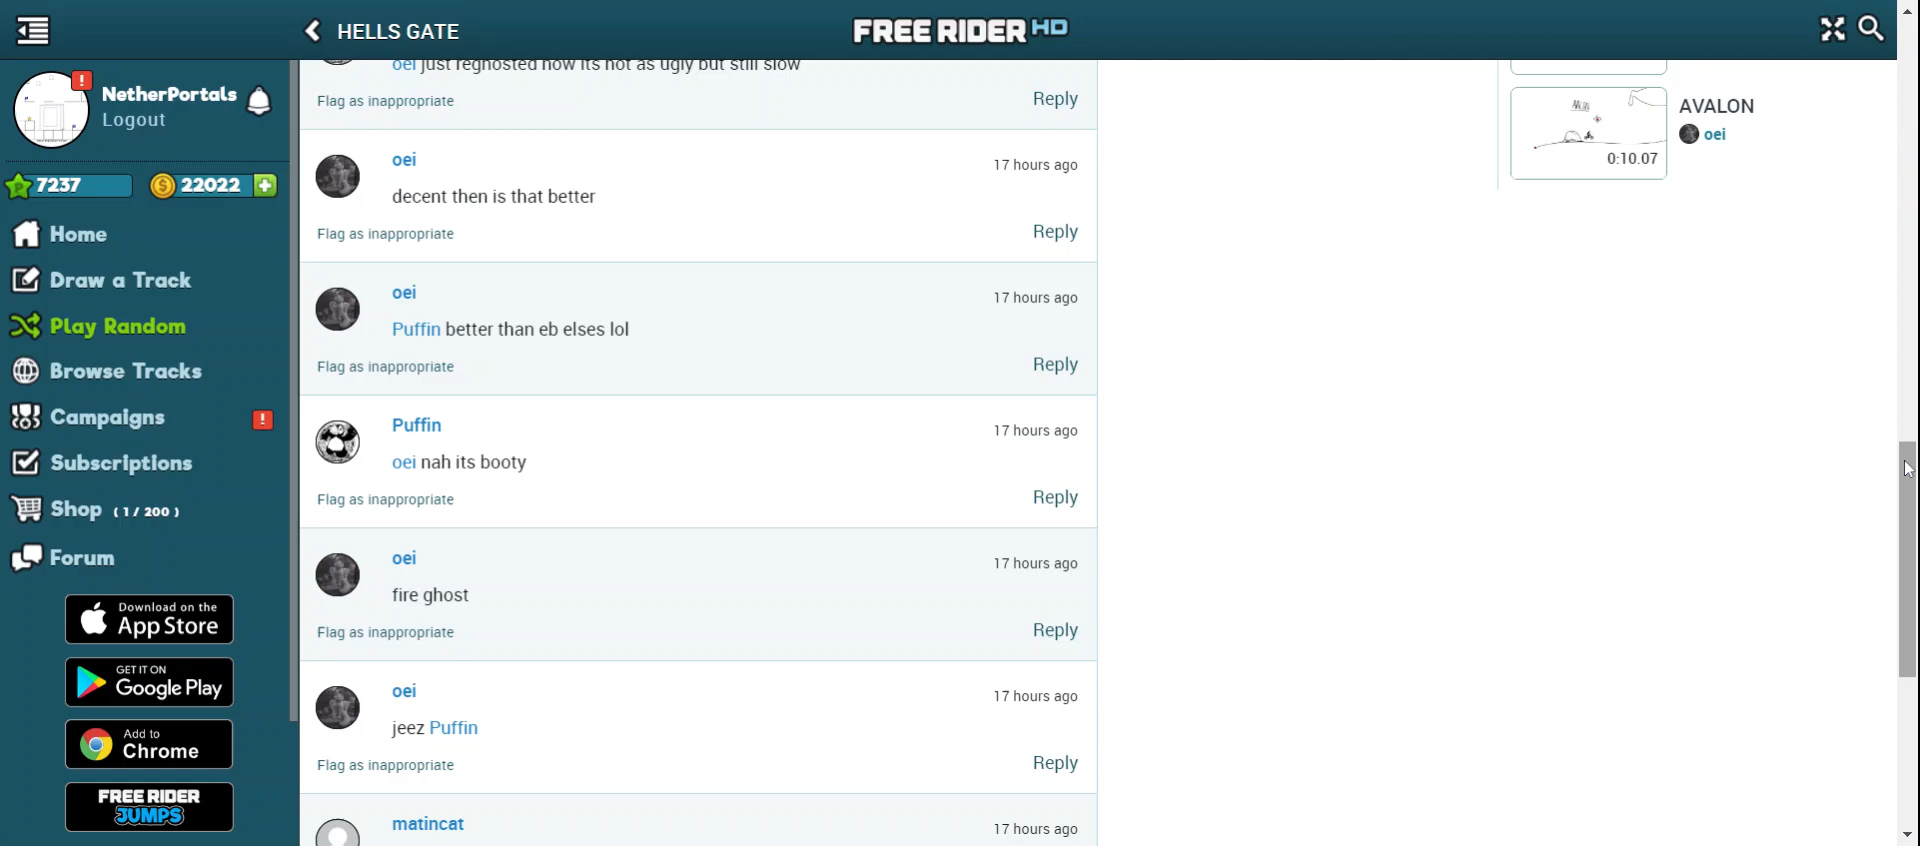 HELLS GATE
FREE RIDER HD
NetherPortals
Logout
7237
22022
Home
Draw a Track
Play Random
Browse Tracks
Campaigns
Subscriptions
Shop ( 1 / 200 )
Forum
Download on the
App Store
GET IT ON
Google Play
Add to
Chrome
FREE RIDER
JUMPS
oei just reghosted now its not as ugly but still slow
Flag as inappropriate
Reply
oei
17 hours ago
decent then is that better
Flag as inappropriate
Reply
oei
17 hours ago
Puffin better than eb elses lol
Flag as inappropriate
Reply
Puffin
17 hours ago
oei nah its booty
Flag as inappropriate
Reply
oei
17 hours ago
fire ghost
Flag as inappropriate
Reply
oei
17 hours ago
jeez Puffin
Flag as inappropriate
Reply
matincat
17 hours ago
AVALON
oei
0:10.07